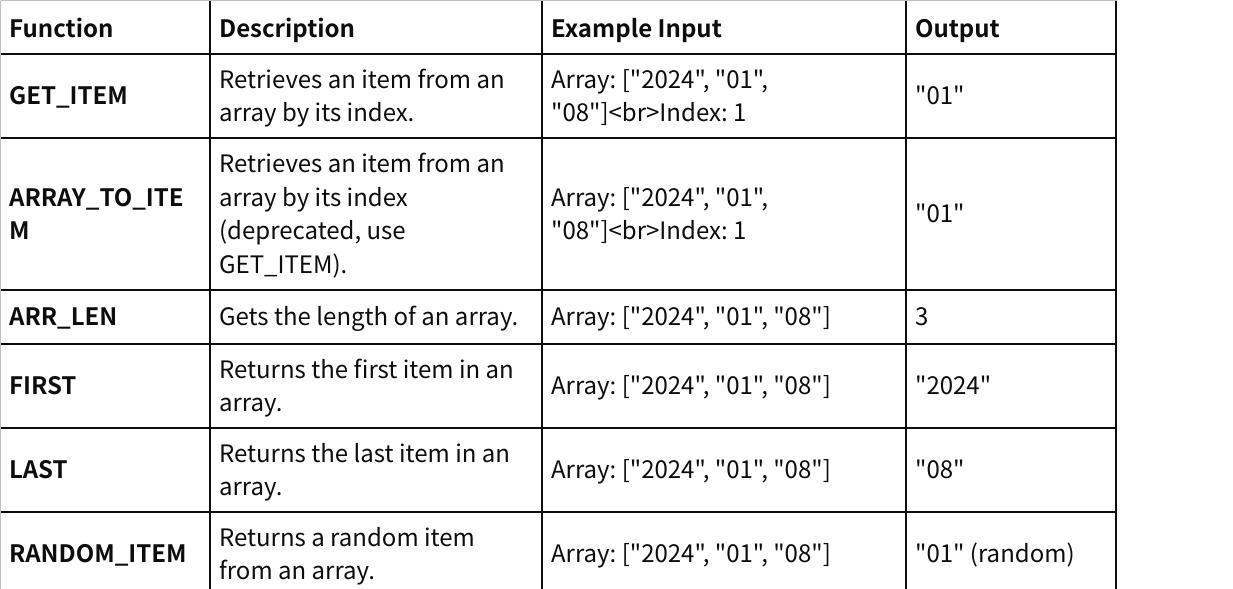 Function Description Example Input Output
GET_ITEM Retrieves an item from an array by its index. Array: ["2024", "01", "08"]<br>Index: 1 "01"
ARRAY_TO_ITEM Retrieves an item from an array by its index (deprecated, use GET_ITEM). Array: ["2024", "01", "08"]<br>Index: 1 "01"
ARR_LEN Gets the length of an array. Array: ["2024", "01", "08"] 3
FIRST Returns the first item in an array. Array: ["2024", "01", "08"] "2024"
LAST Returns the last item in an array. Array: ["2024", "01", "08"] "08"
RANDOM_ITEM Returns a random item from an array. Array: ["2024", "01", "08"] "01" (random)